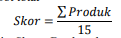 Skor = ∑ Produk / 15